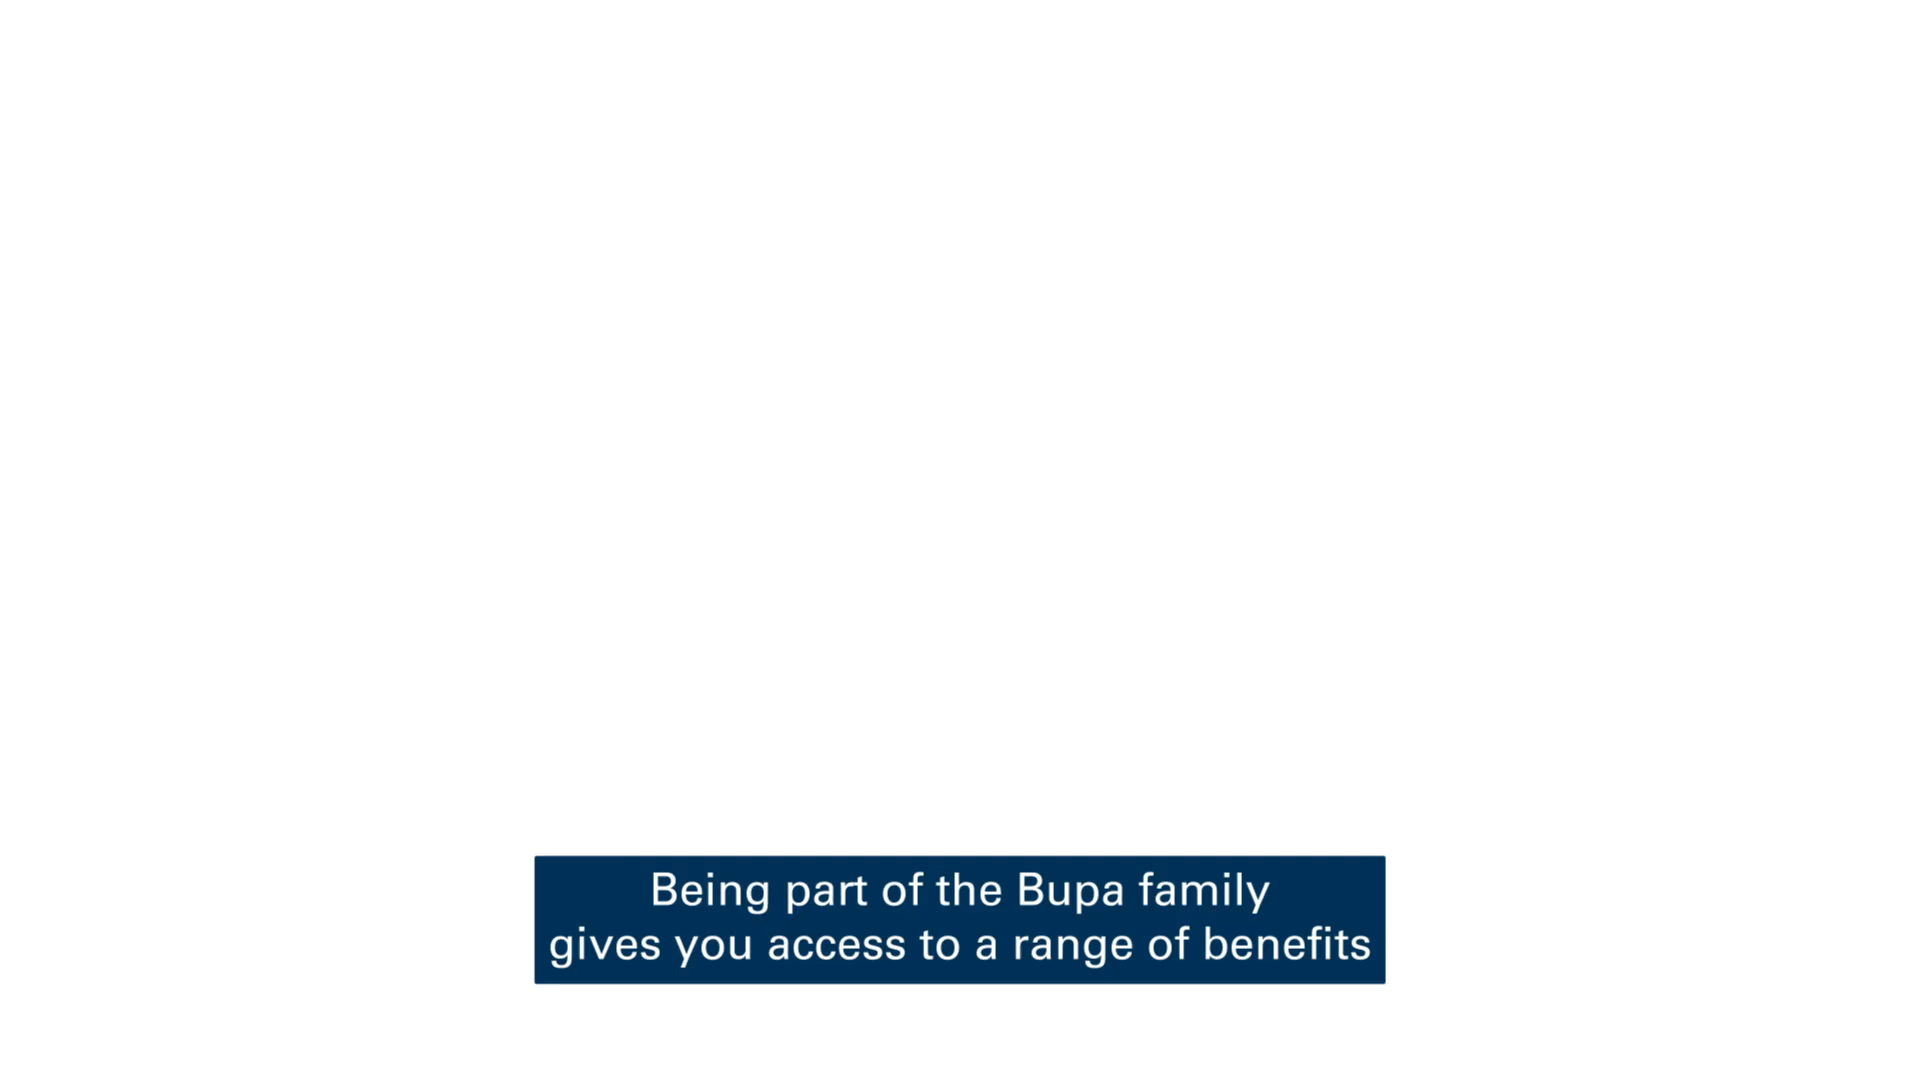 Being part of the Bupa family
gives you access to a range of benefits